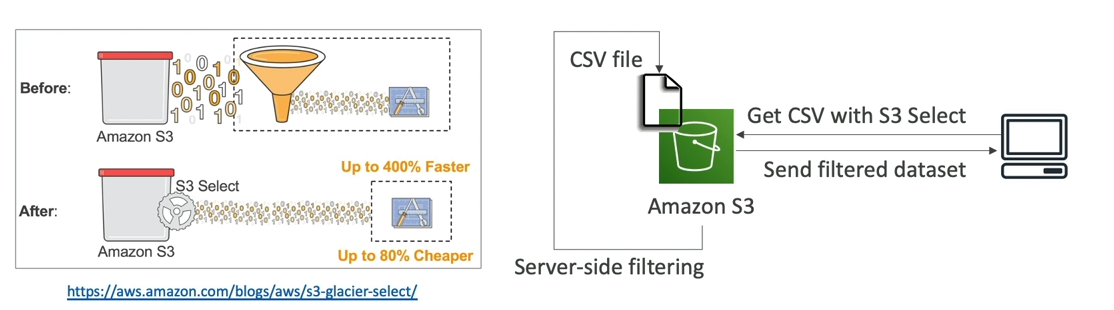 Before:
Amazon S3
Up to 400% Faster
S3 Select
After:
Amazon S3
Up to 80% Cheaper
https://aws.amazon.com/blogs/aws/s3-glacier-select/
CSV file
Get CSV with S3 Select
Send filtered dataset
Amazon S3
Server-side filtering